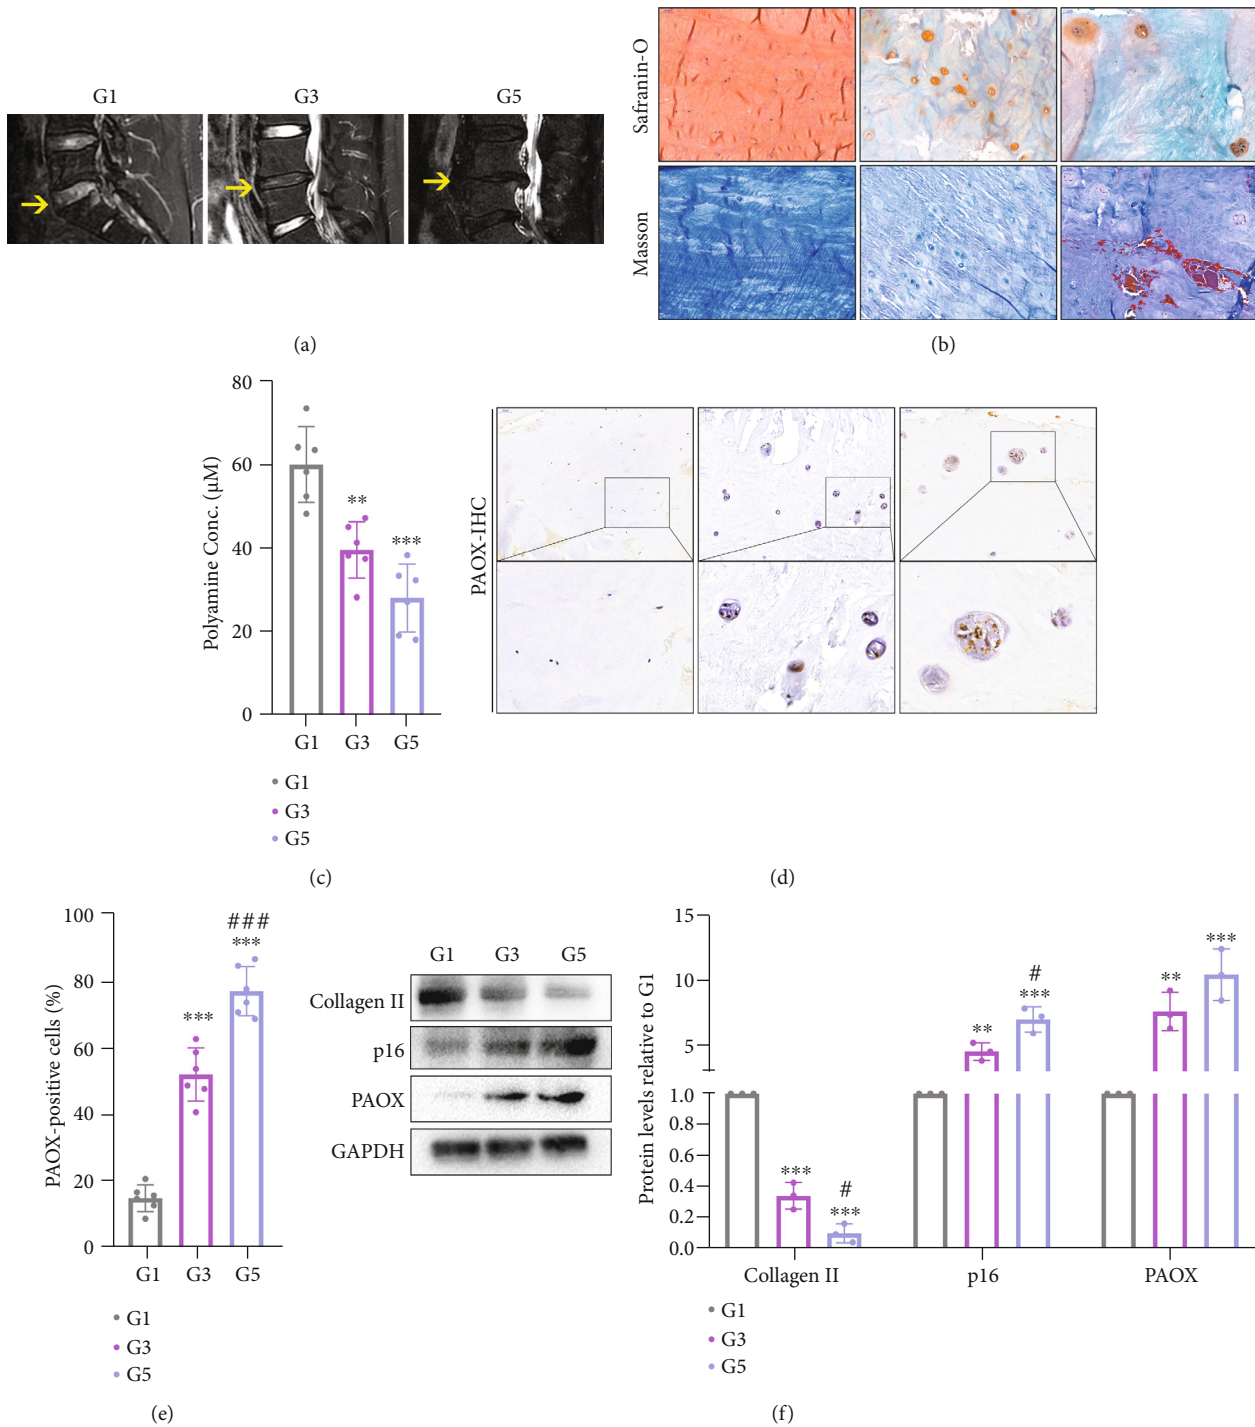 G1 G3 G5
(a)
Safranin-O
Masson
(b)
Polyamine Conc. (μM)
80
60
40
20
0
**
***
G1 G3 G5
G1
G3
G5
(c)
PAOX-IHC
(d)
PAOX-positive cells (%)
100
80
60
40
20
0
***
###
***
G1 G3 G5
G1
G3
G5
(e)
G1 G3 G5
Collagen II
p16
PAOX
GAPDH
Protein levels relative to G1
15
10
5
1.0
0.8
0.6
0.4
0.2
0.0
***
#
***
**
#
***
**
***
Collagen II p16 PAOX
G1
G3
G5
(f)